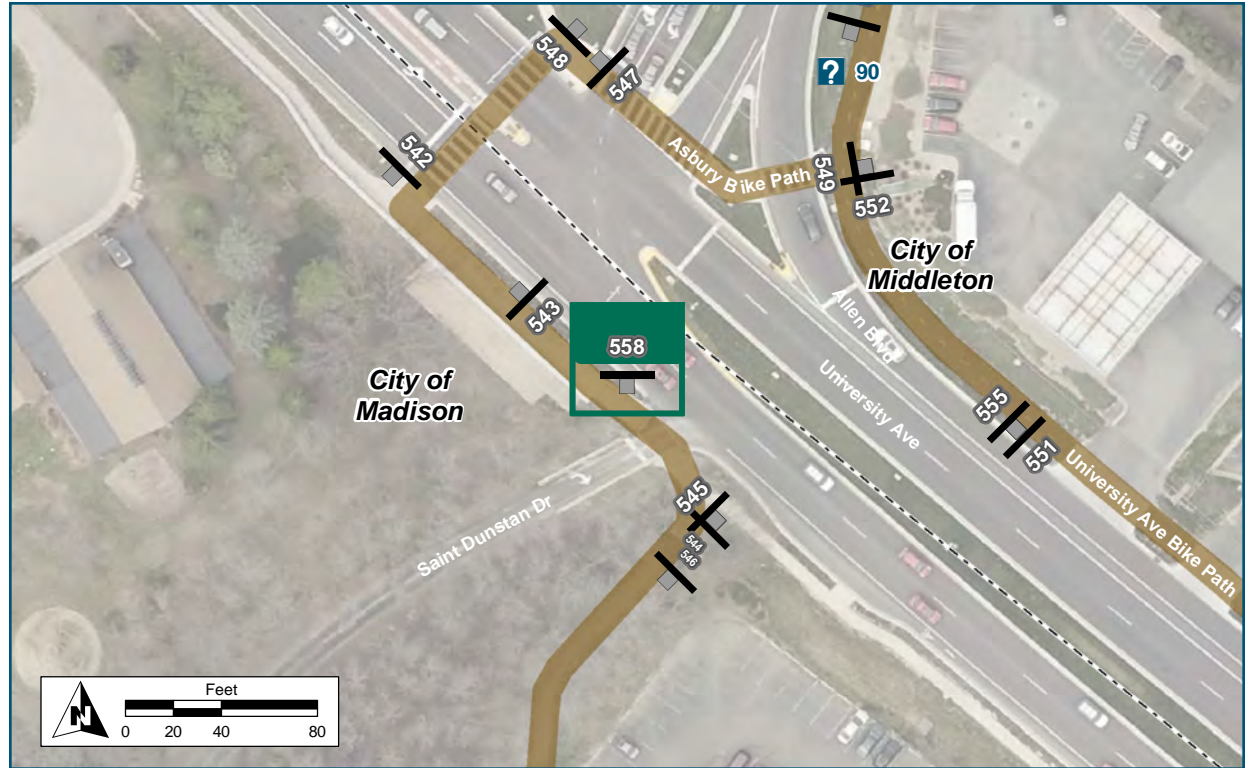 548
547
? 90
542
Asbury Bike Path
549
552
City of
Middleton
543
Allen Blvd
558
City of
Madison
University Ave
555
551
University Ave Bike Path
545
544
546
Saint Dunstan Dr
N
Feet
0 20 40 80